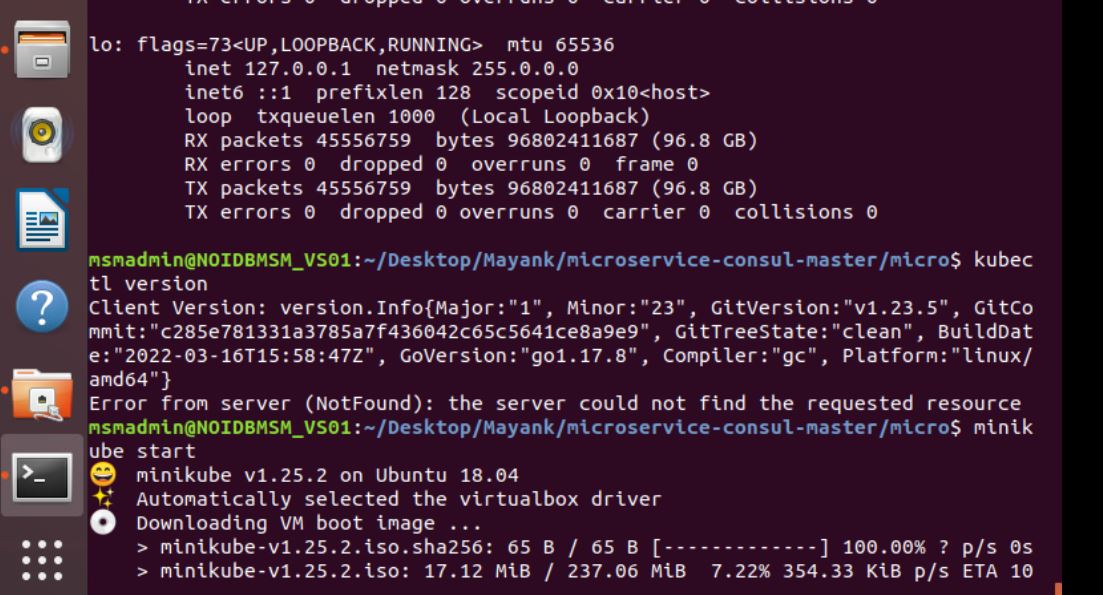 TX errors 0  dropped 0 overruns 0  carrier 0  collisions 0
lo: flags=73<UP,LOOPBACK,RUNNING>  mtu 65536
inet 127.0.0.1  netmask 255.0.0.0
inet6 ::1  prefixlen 128  scopeid 0x10<host>
loop  txqueuelen 1000  (Local Loopback)
RX packets 45556759  bytes 96802411687 (96.8 GB)
RX errors 0  dropped 0  overruns 0  frame 0
TX packets 45556759  bytes 96802411687 (96.8 GB)
TX errors 0  dropped 0 overruns 0  carrier 0  collisions 0
msmadmin@NOIDBMSM_VS01:~/Desktop/Mayank/microservice-consul-master/micro$ kubec
tl version
Client Version: version.Info{Major:"1", Minor:"23", GitVersion:"v1.23.5", GitCo
mmit:"c285e781331a3785a7f436042c65c5641ce8a9e9", GitTreeState:"clean", BuildDat
e:"2022-03-16T15:58:47Z", GoVersion:"go1.17.8", Compiler:"gc", Platform:"linux/
amd64"}
Error from server (NotFound): the server could not find the requested resource
msmadmin@NOIDBMSM_VS01:~/Desktop/Mayank/microservice-consul-master/micro$ minik
ube start
minikube v1.25.2 on Ubuntu 18.04
Automatically selected the virtualbox driver
Downloading VM boot image ...
> minikube-v1.25.2.iso.sha256: 65 B / 65 B [-------------] 100.00% ? p/s 0s
> minikube-v1.25.2.iso: 17.12 MiB / 237.06 MiB  7.22% 354.33 KiB p/s ETA 10